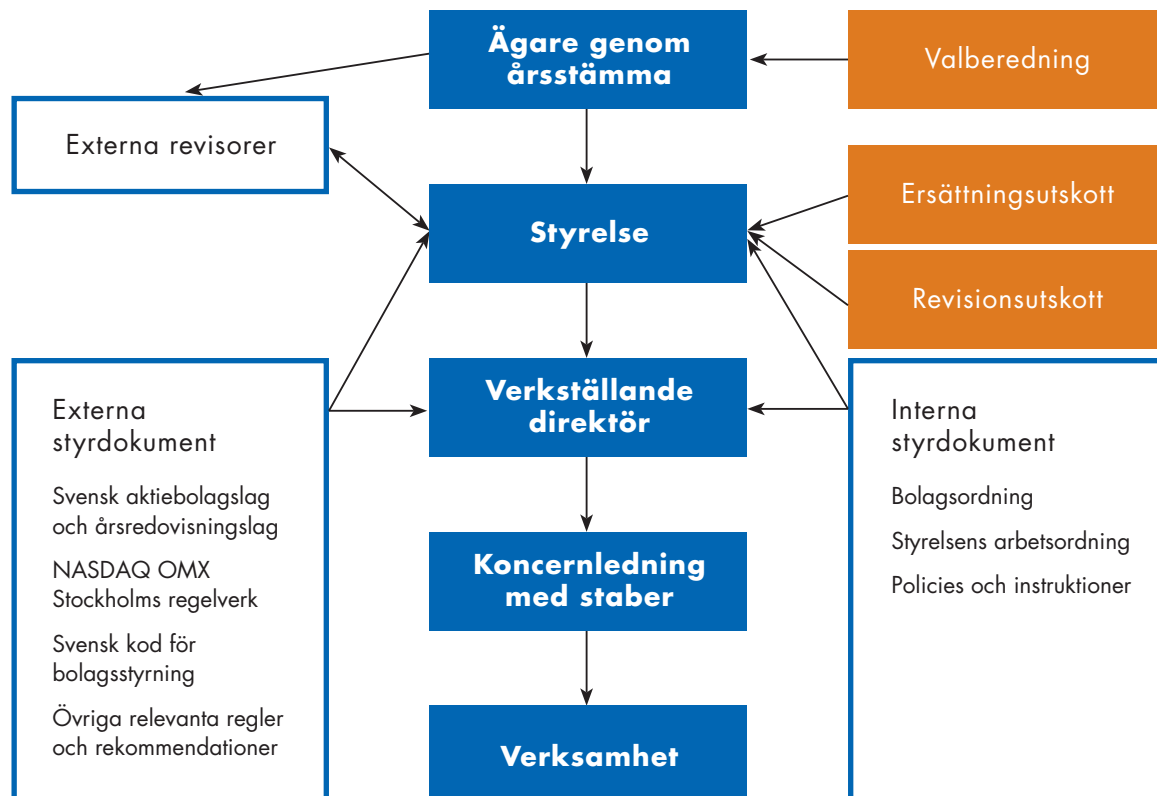 Ägare genom
årsstämma
Valberedning
Externa revisorer
Ersättningsutskott
Styrelse
Revisionsutskott
Verkställande
direktör
Externa
styrdokument
Svensk aktiebolagslag
och årsredovisningslag
NASDAQ OMX
Stockholms regelverk
Svensk kod för
bolagsstyrning
Övriga relevanta regler
och rekommendationer
Interna
styrdokument
Bolagsordning
Styrelsens arbetsordning
Policies och instruktioner
Koncernledning
med staber
Verksamhet